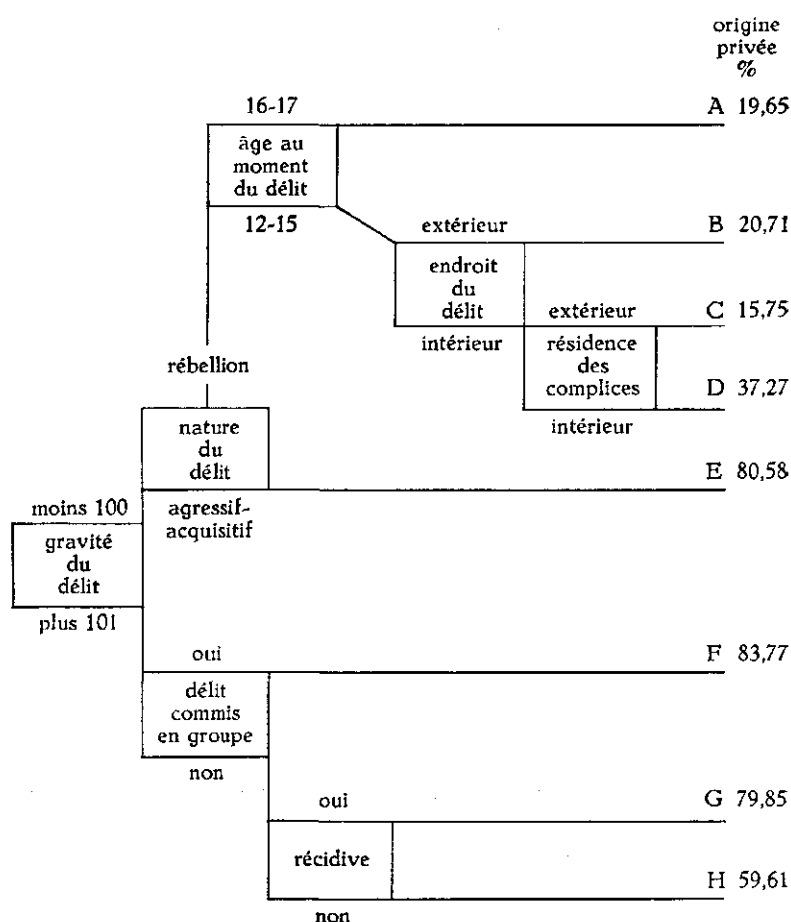 origine
privée
%
16-17
A 19,65
âge au
moment
du délit
12-15
extérieur
B 20,71
endroit
du
délit
extérieur
C 15,75
intérieur
résidence
des
complices
D 37,27
intérieur
rébellion
nature
du
délit
E 80,58
agressif-
acquisitif
moins 100
gravité
du
délit
plus 101
oui
F 83,77
délit
commis
en groupe
non
oui
G 79,85
récidive
H 59,61
non